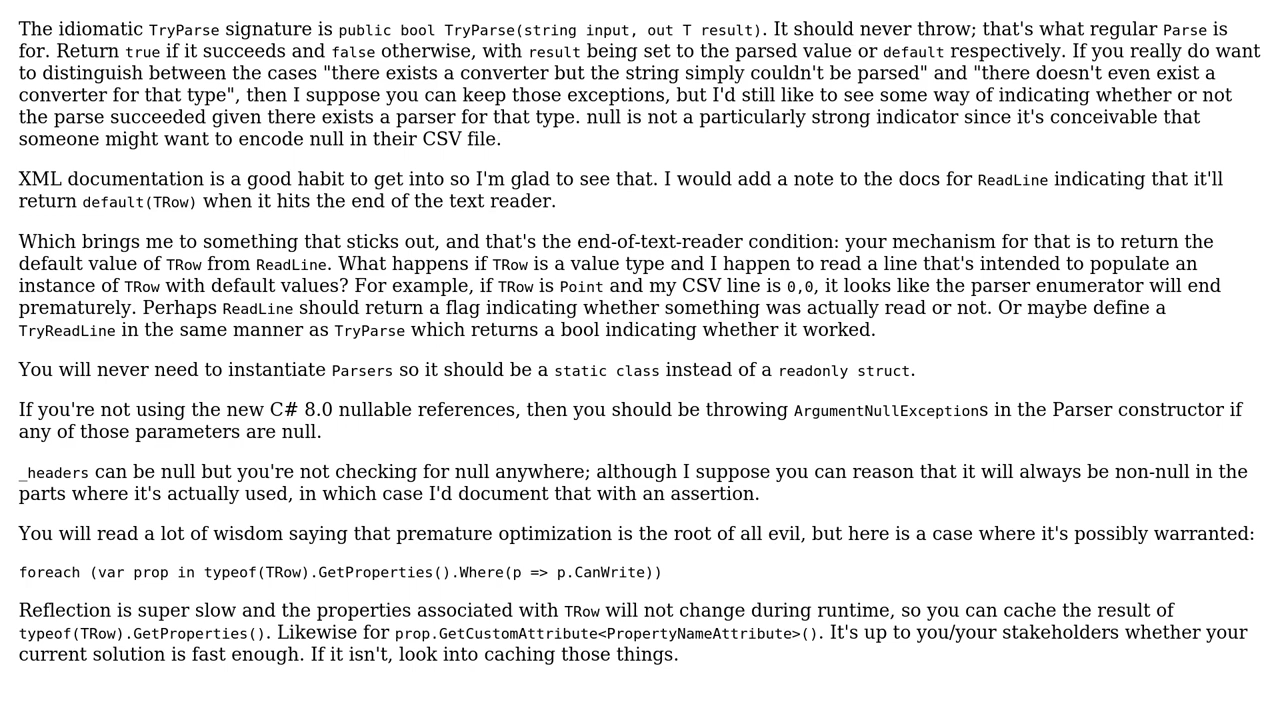 The idiomatic TryParse signature is public bool TryParse(string input, out T result). It should never throw; that's what regular Parse is
for. Return true if it succeeds and false otherwise, with result being set to the parsed value or default respectively. If you really do want
to distinguish between the cases "there exists a converter but the string simply couldn't be parsed" and "there doesn't even exist a
converter for that type", then I suppose you can keep those exceptions, but I'd still like to see some way of indicating whether or not
the parse succeeded given there exists a parser for that type. null is not a particularly strong indicator since it's conceivable that
someone might want to encode null in their CSV file.
XML documentation is a good habit to get into so I'm glad to see that. I would add a note to the docs for ReadLine indicating that it'll
return default(TRow) when it hits the end of the text reader.
Which brings me to something that sticks out, and that's the end-of-text-reader condition: your mechanism for that is to return the
default value of TRow from ReadLine. What happens if TRow is a value type and I happen to read a line that's intended to populate an
instance of TRow with default values? For example, if TRow is Point and my CSV line is 0,0, it looks like the parser enumerator will end
prematurely. Perhaps ReadLine should return a flag indicating whether something was actually read or not. Or maybe define a
TryReadLine in the same manner as TryParse which returns a bool indicating whether it worked.
You will never need to instantiate Parsers so it should be a static class instead of a readonly struct.
If you're not using the new C# 8.0 nullable references, then you should be throwing ArgumentNullExceptions in the Parser constructor if
any of those parameters are null.
_headers can be null but you're not checking for null anywhere; although I suppose you can reason that it will always be non-null in the
parts where it's actually used, in which case I'd document that with an assertion.
You will read a lot of wisdom saying that premature optimization is the root of all evil, but here is a case where it's possibly warranted:
foreach (var prop in typeof(TRow).GetProperties().Where(p => p.CanWrite))
Reflection is super slow and the properties associated with TRow will not change during runtime, so you can cache the result of
typeof(TRow).GetProperties(). Likewise for prop.GetCustomAttribute<PropertyNameAttribute>(). It's up to you/your stakeholders whether your
current solution is fast enough. If it isn't, look into caching those things.